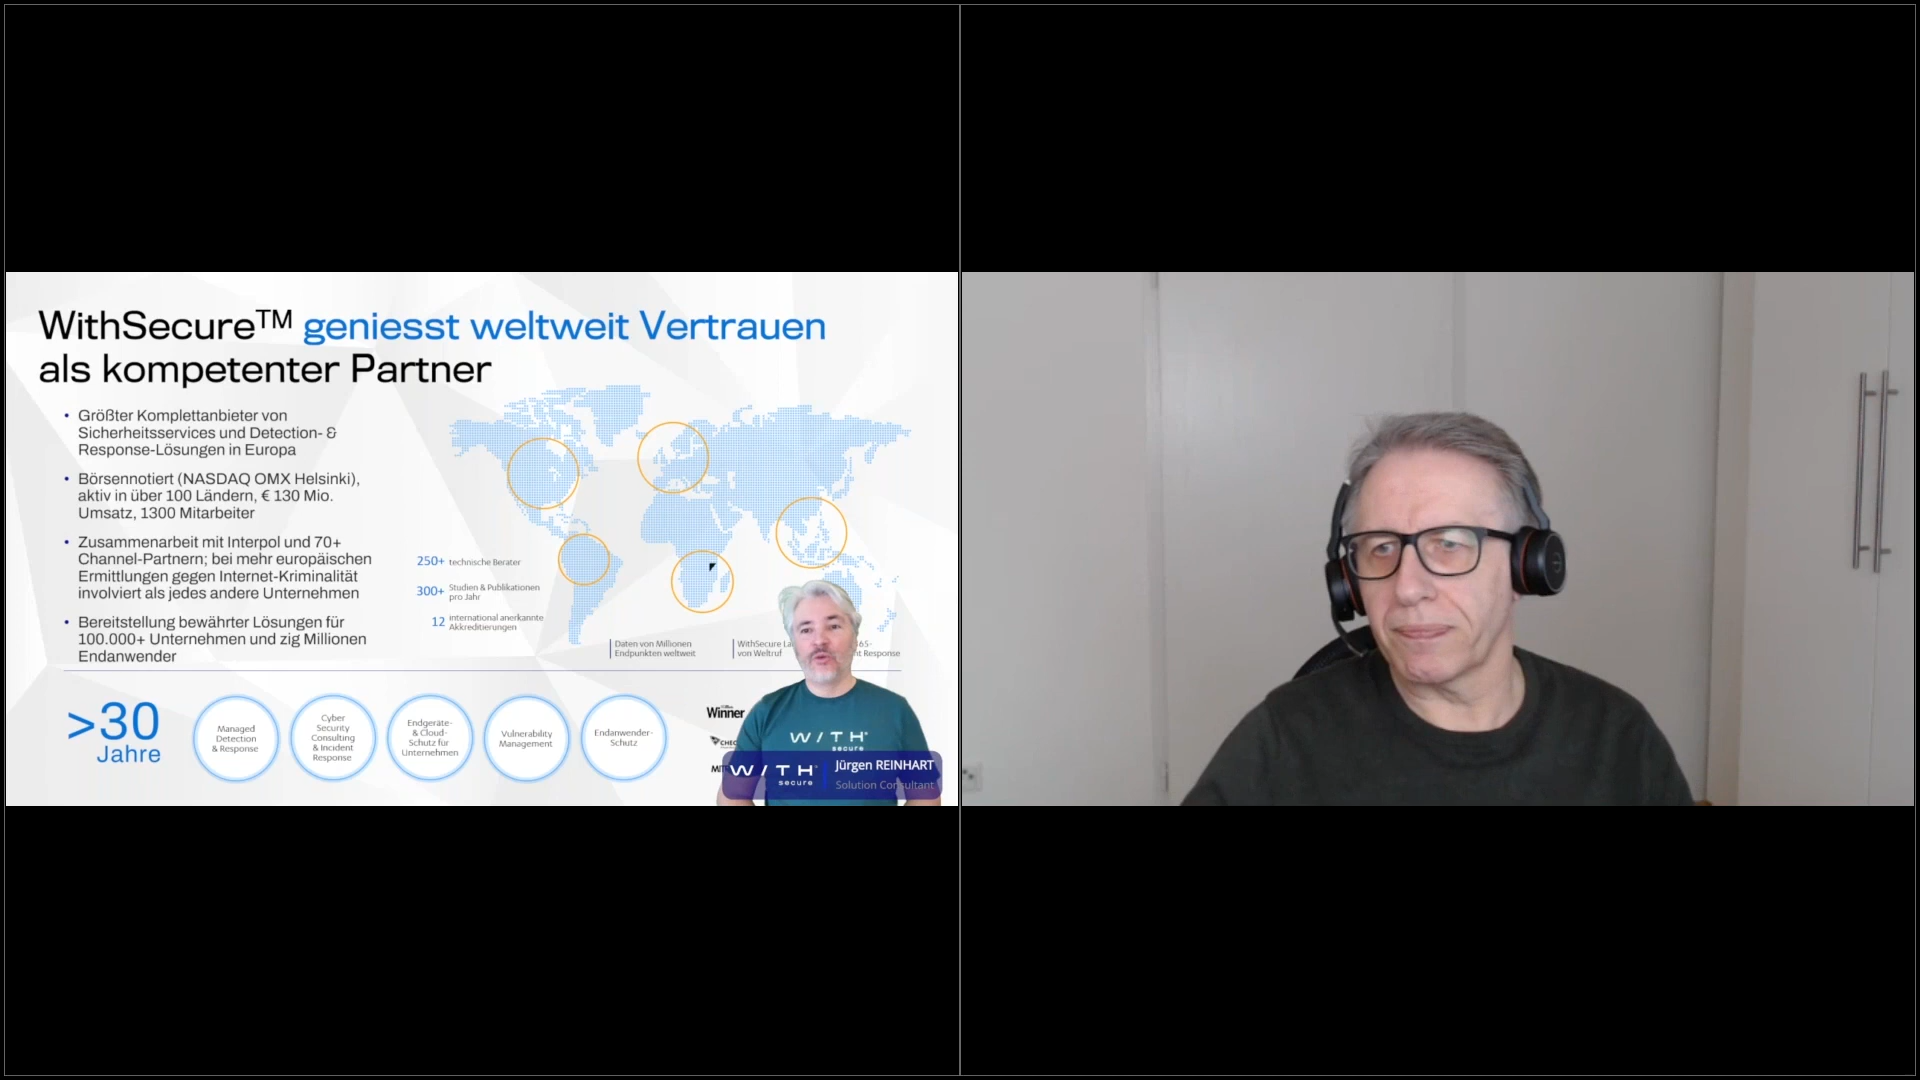 WithSecure™ geniesst weltweit Vertrauen
als kompetenter Partner
• Größter Komplettanbieter von
Sicherheitsservices und Detection- &
Response-Lösungen in Europa
• Börsennotiert (NASDAQ OMX Helsinki),
aktiv in über 100 Ländern, € 130 Mio.
Umsatz, 1300 Mitarbeiter
• Zusammenarbeit mit Interpol und 70+
Channel-Partnern; bei mehr europäischen
Ermittlungen gegen Internet-Kriminalität
involviert als jedes andere Unternehmen
• Bereitstellung bewährter Lösungen für
100.000+ Unternehmen und zig Millionen
Endanwender
250+ technische Berater
300+ Studien & Publikationen
pro Jahr
12 international anerkannte
Akkreditierungen
Daten von Millionen
Endpunkten weltweit
WithSecure
von Weltruf
Response
>30
Jahre
Managed
Detection
& Response
Cyber
Security
Consulting
& Incident
Response
Endgeräte-
& Cloud-
Schutz für
Unternehmen
Vulnerability
Management
Endanwender-
Schutz
Winner
W/TH
secure
W/TH
secure
Jürgen REINHART
Solution Consultant